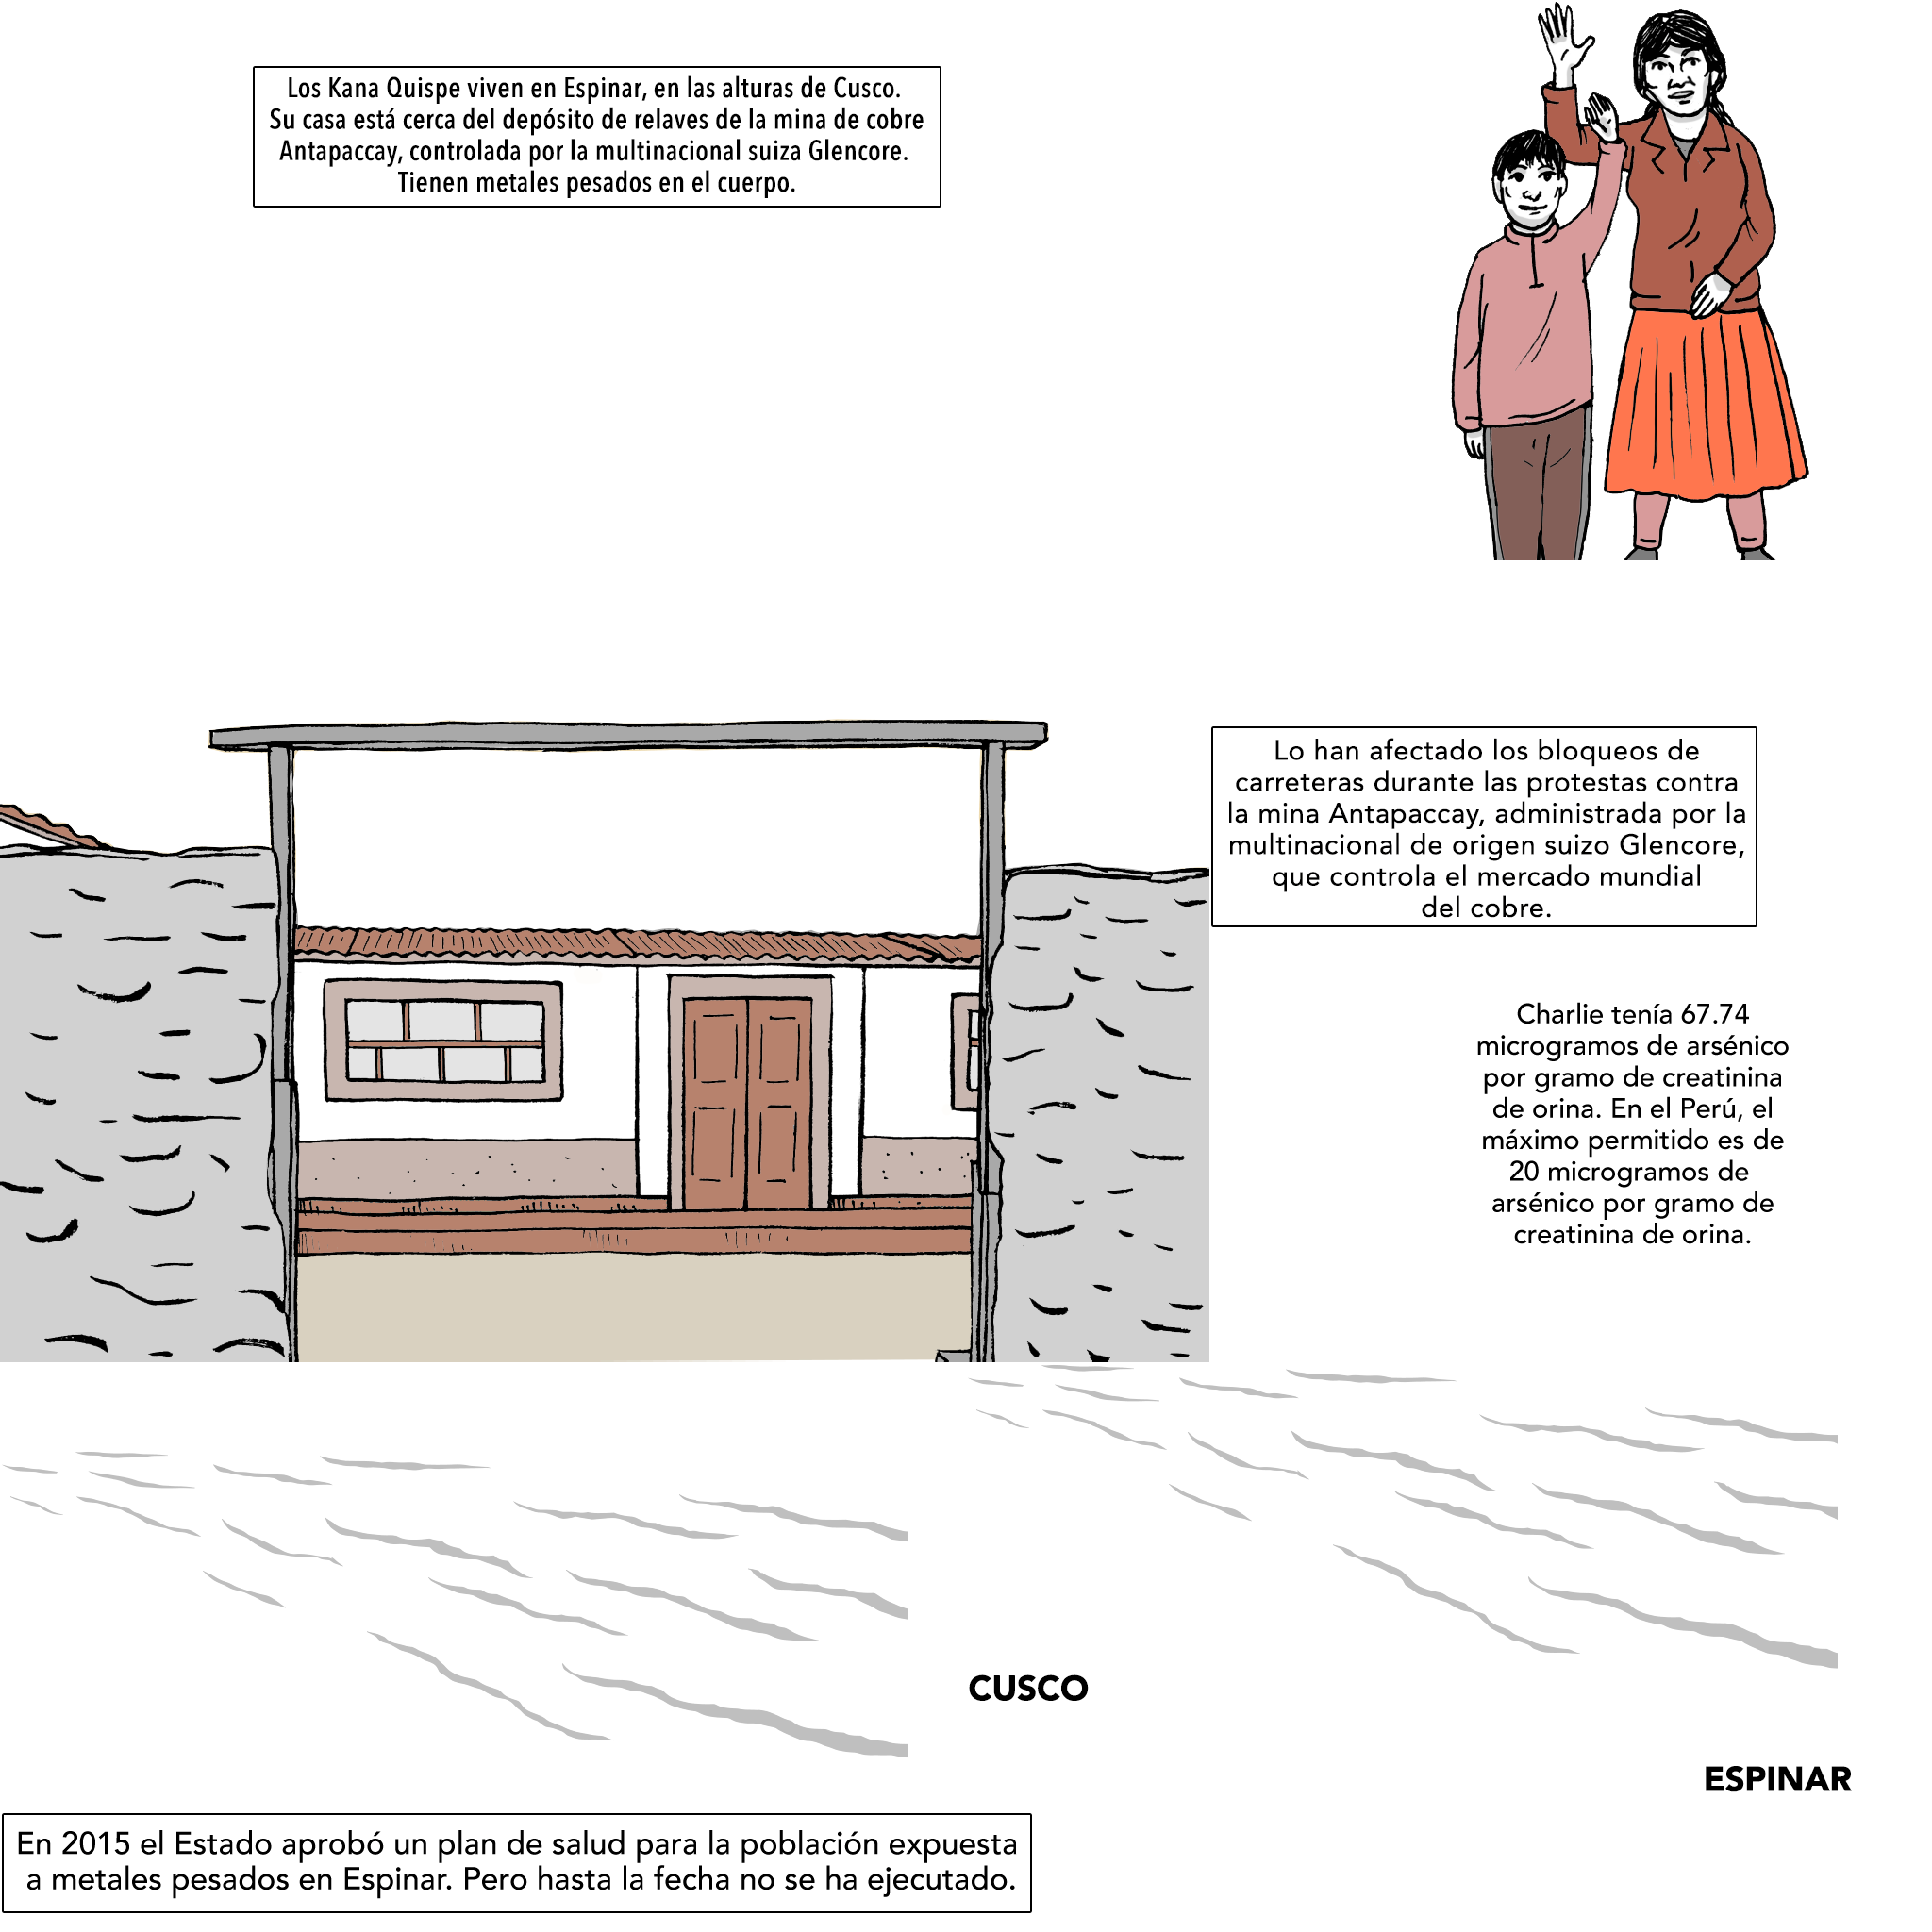 Los Kana Quispe viven en Espinar, en las alturas de Cusco.
Su casa está cerca del depósito de relaves de la mina de cobre
Antapaccay, controlada por la multinacional suiza Glencore.
Tienen metales pesados en el cuerpo.
Lo han afectado los bloqueos de
carreteras durante las protestas contra
la mina Antapaccay, administrada por la
multinacional de origen suizo Glencore,
que controla el mercado mundial
del cobre.
Charlie tenía 67.74
microgramos de arsénico
por gramo de creatinina
de orina. En el Perú, el
máximo permitido es de
20 microgramos de
arsénico por gramo de
creatinina de orina.
CUSCO
ESPINAR
En 2015 el Estado aprobó un plan de salud para la población expuesta
a metales pesados en Espinar. Pero hasta la fecha no se ha ejecutado.